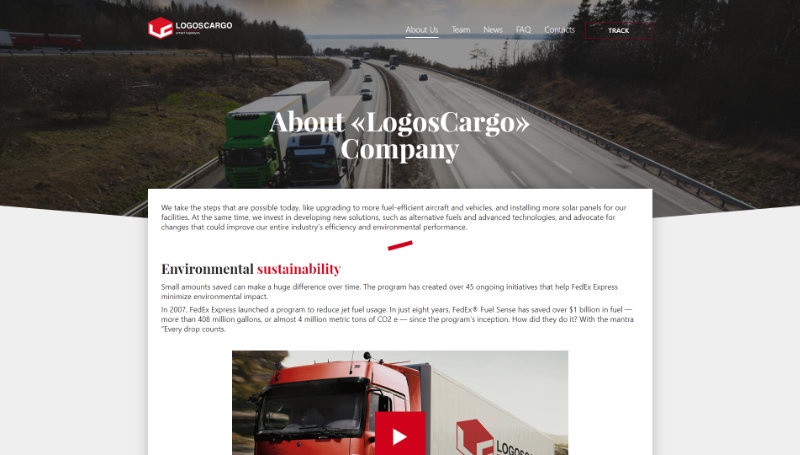 LOGOSCARGO
smart logistics
About Us Team News FAQ Contacts TRACK
About «LogosCargo»
Company
We take the steps that are possible today, like upgrading to more fuel-efficient aircraft and vehicles, and installing more solar panels for our
facilities. At the same time, we invest in developing new solutions, such as alternative fuels and advanced technologies, and advocate for
changes that could improve our entire industry's efficiency and environmental performance.
Environmental sustainability
Small amounts saved can make a huge difference over time. The program has created over 45 ongoing initiatives that help FedEx Express
minimize environmental impact.
In 2007, FedEx Express launched a program to reduce jet fuel usage. In just eight years, FedEx® Fuel Sense has saved over $1 billion in fuel —
more than 408 million gallons, or almost 4 million metric tons of CO2 e — since the program's inception. How did they do it? With the mantra
"Every drop counts.
LOGOSCARGO